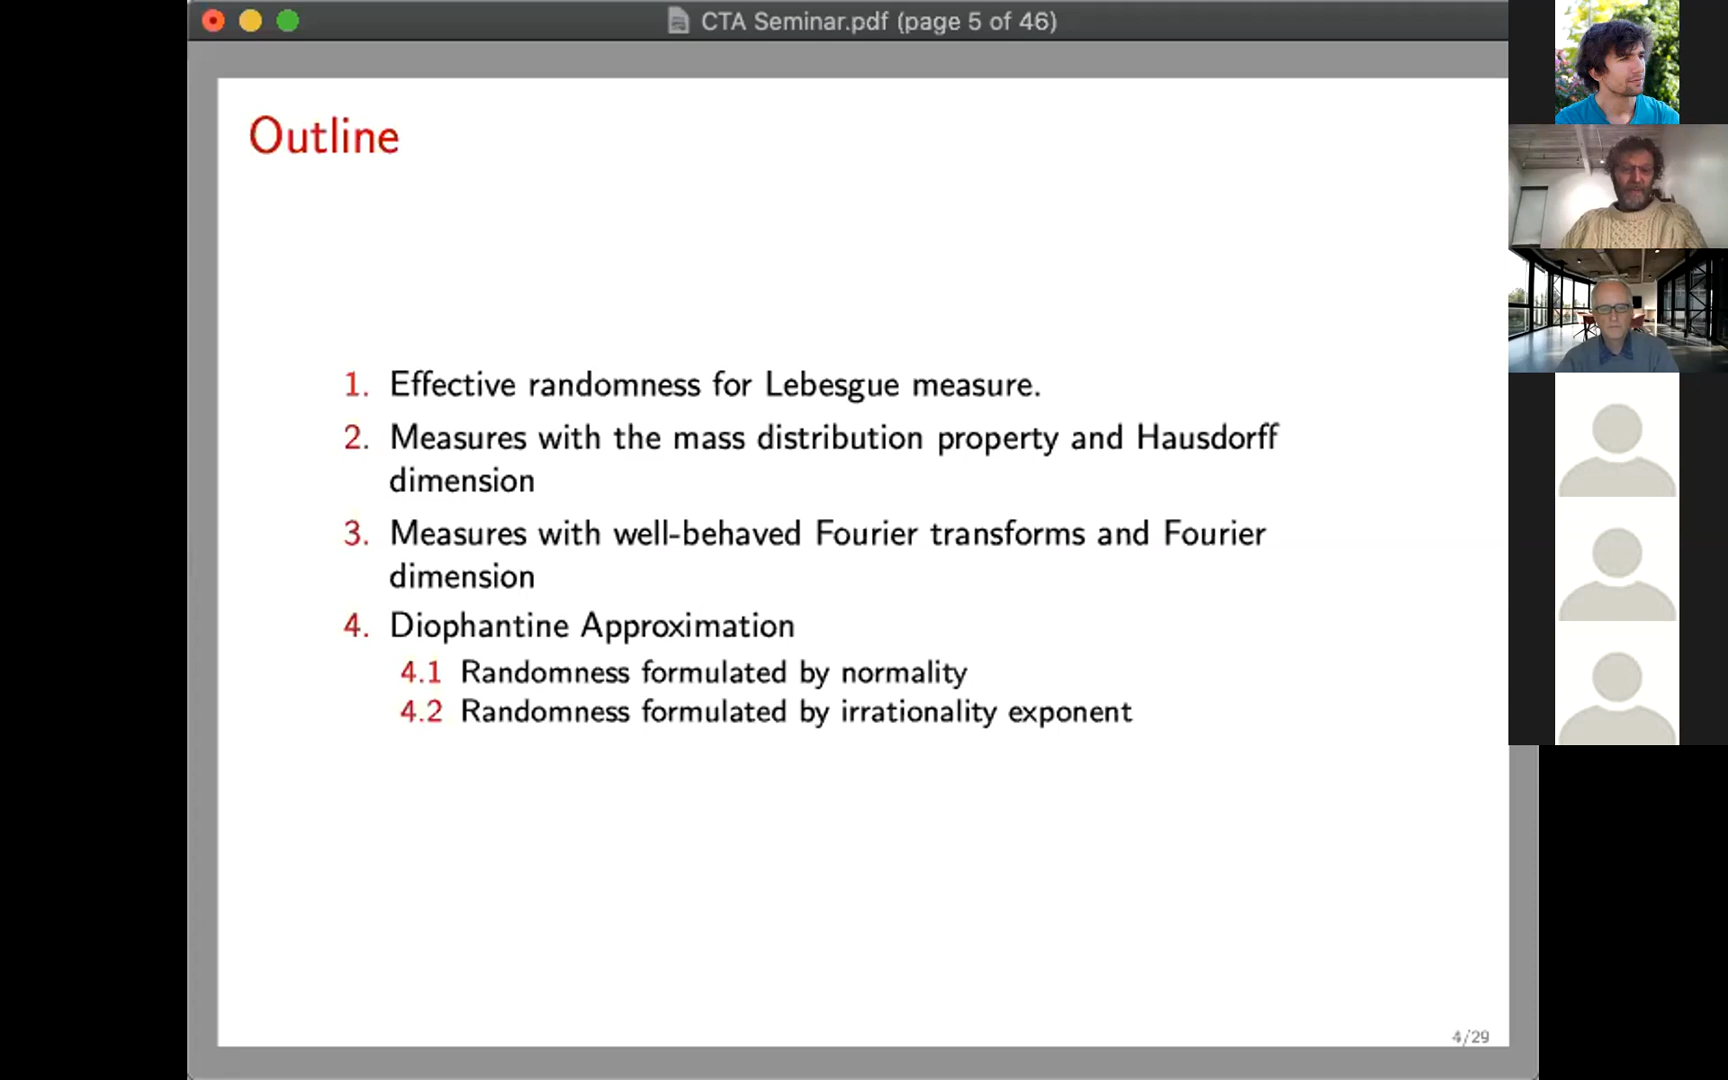 CTA Seminar.pdf (page 5 of 46)
Outline
1. Effective randomness for Lebesgue measure.
2. Measures with the mass distribution property and Hausdorff
dimension
3. Measures with well-behaved Fourier transforms and Fourier
dimension
4. Diophantine Approximation
4.1 Randomness formulated by normality
4.2 Randomness formulated by irrationality exponent
4/29